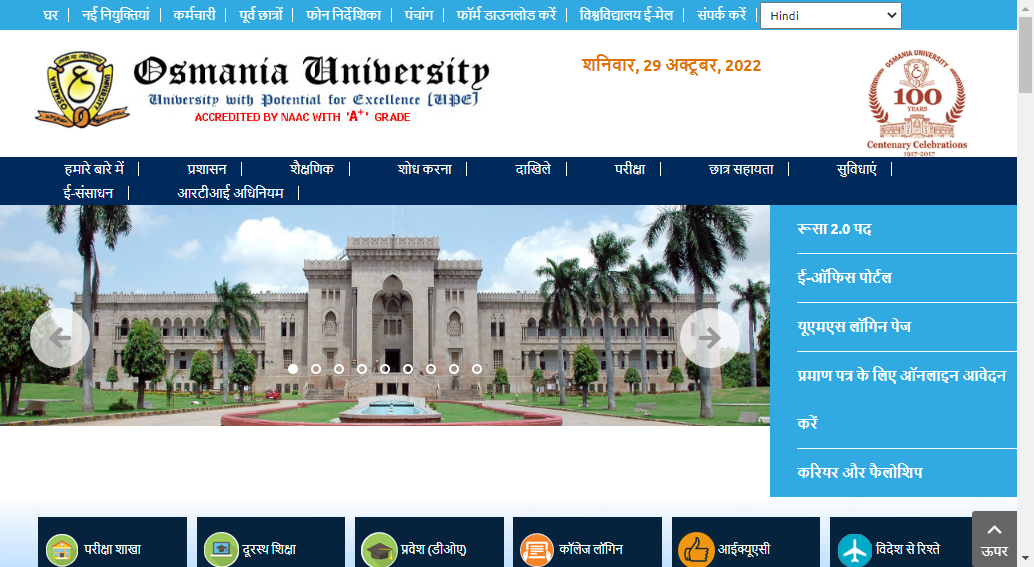 घर नई नियुक्तियां कर्मचारी पूर्व छात्रों फोन निर्देशिका पंचांग फॉर्म डाउनलोड करें विश्वविद्यालय ई-मेल संपर्क करें Hindi
Osmania University
University with Potential for Excellence [UPE]
ACCREDITED BY NAAC WITH 'A+' GRADE
शनिवार, 29 अक्टूबर, 2022
OSMANIA UNIVERSITY
100
YEARS
Centenary Celebrations
1917-2017
हमारे बारे में प्रशासन शैक्षणिक शोध करना दाखिले परीक्षा छात्र सहायता सुविधाएं
ई-संसाधन आरटीआई अधिनियम
रूसा 2.0 पद
ई-ऑफिस पोर्टल
यूएमएस लॉगिन पेज
प्रमाण पत्र के लिए ऑनलाइन आवेदन
करें
करियर और फैलोशिप
परीक्षा शाखा दूरस्थ शिक्षा प्रवेश (डीओए) कॉलेज लॉगिन आईक्यूएसी विदेश से रिश्ते
ऊपर